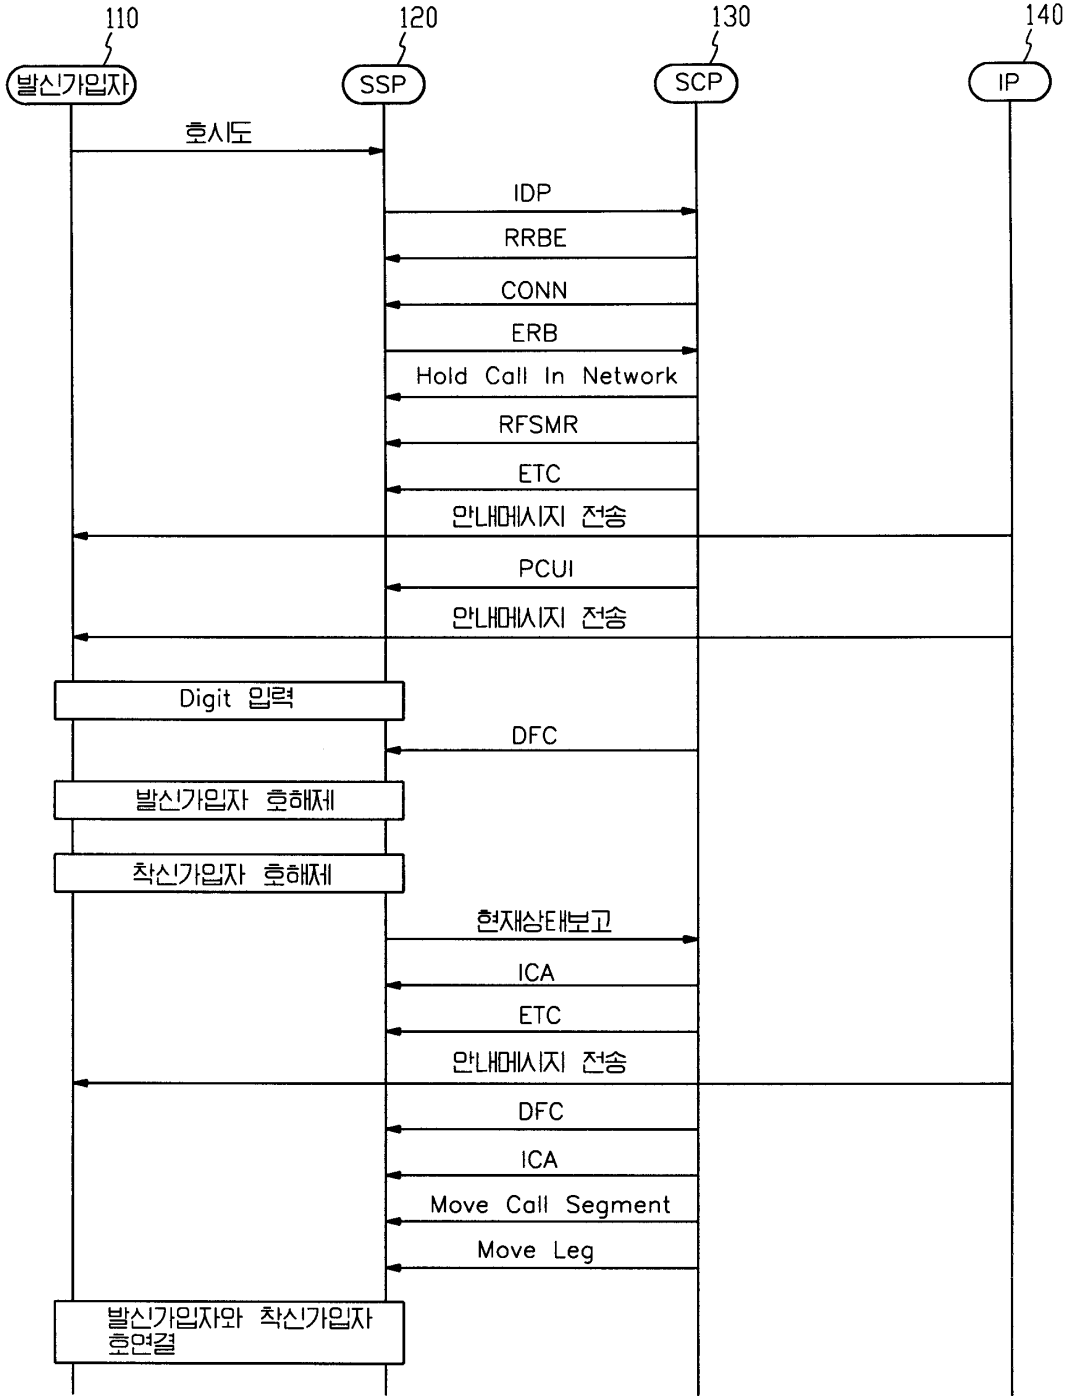 110
120
130
140
발신가입자
SSP
SCP
IP
호시도
IDP
RRBE
CONN
ERB
Hold Call In Network
RFSMR
ETC
안내메시지 전송
PCUI
안내메시지 전송
Digit 입력
DFC
발신가입자 호해제
착신가입자 호해제
현재상태보고
ICA
ETC
안내메시지 전송
DFC
ICA
Move Call Segment
Move Leg
발신가입자와 착신가입자
호연결